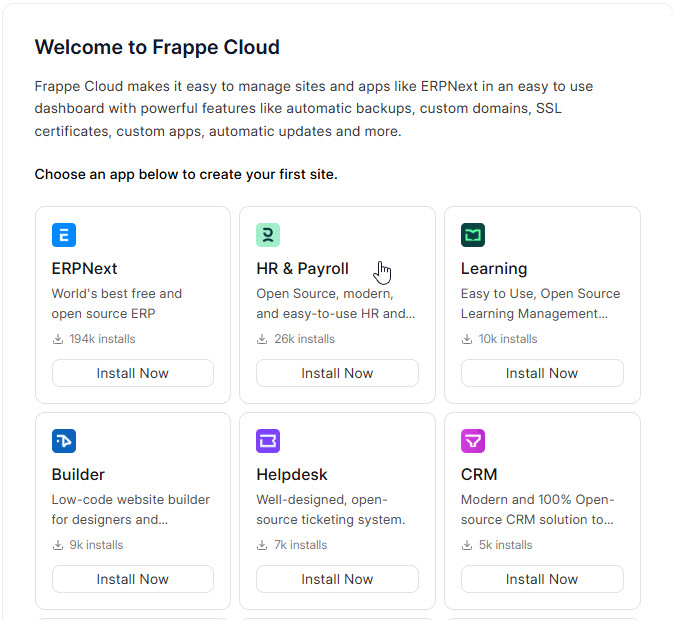 Welcome to Frappe Cloud
Frappe Cloud makes it easy to manage sites and apps like ERPNext in an easy to use
dashboard with powerful features like automatic backups, custom domains, SSL
certificates, custom apps, automatic updates and more.
Choose an app below to create your first site.
ERPNext
World's best free and
open source ERP
194k installs
Install Now
HR & Payroll
Open Source, modern,
and easy-to-use HR and...
26k installs
Install Now
Learning
Easy to Use, Open Source
Learning Management...
10k installs
Install Now
Builder
Low-code website builder
for designers and...
9k installs
Install Now
Helpdesk
Well-designed, open-
source ticketing system.
7k installs
Install Now
CRM
Modern and 100% Open-
source CRM solution to...
5k installs
Install Now